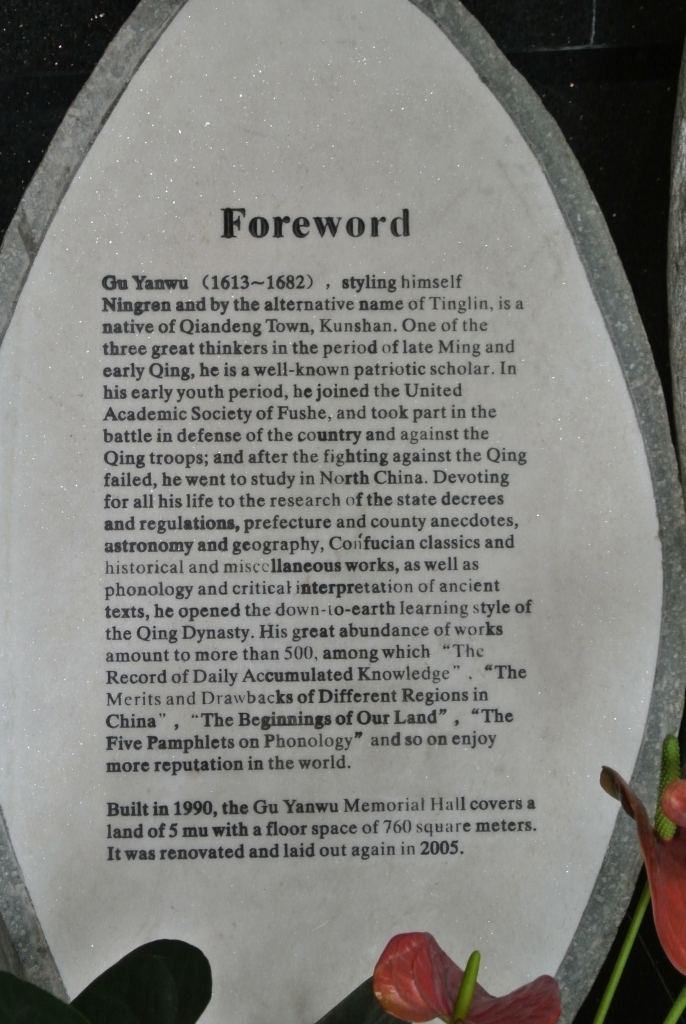 Foreword
Gu Yanwu （1613~1682）, styling himself
Ningren and by the alternative name of Tinglin, is a
native of Qiandeng Town, Kunshan. One of the
three great thinkers in the period of late Ming and
early Qing, he is a well-known patriotic scholar. In
his early youth period, he joined the United
Academic Society of Fushe, and took part in the
battle in defense of the country and against the
Qing troops; and after the fighting against the Qing
failed, he went to study in North China. Devoting
for all his life to the research of the state decrees
and regulations, prefecture and county anecdotes,
astronomy and geography, Confucian classics and
historical and miscellaneous works, as well as
phonology and critical interpretation of ancient
texts, he opened the down-to-earth learning style of
the Qing Dynasty. His great abundance of works
amount to more than 500, among which “The
Record of Daily Accumulated Knowledge” , “The
Merits and Drawbacks of Different Regions in
China” , “The Beginnings of Our Land” , “The
Five Pamphlets on Phonology” and so on enjoy
more reputation in the world.
Built in 1990, the Gu Yanwu Memorial Hall covers a
land of 5 mu with a floor space of 760 square meters.
It was renovated and laid out again in 2005.